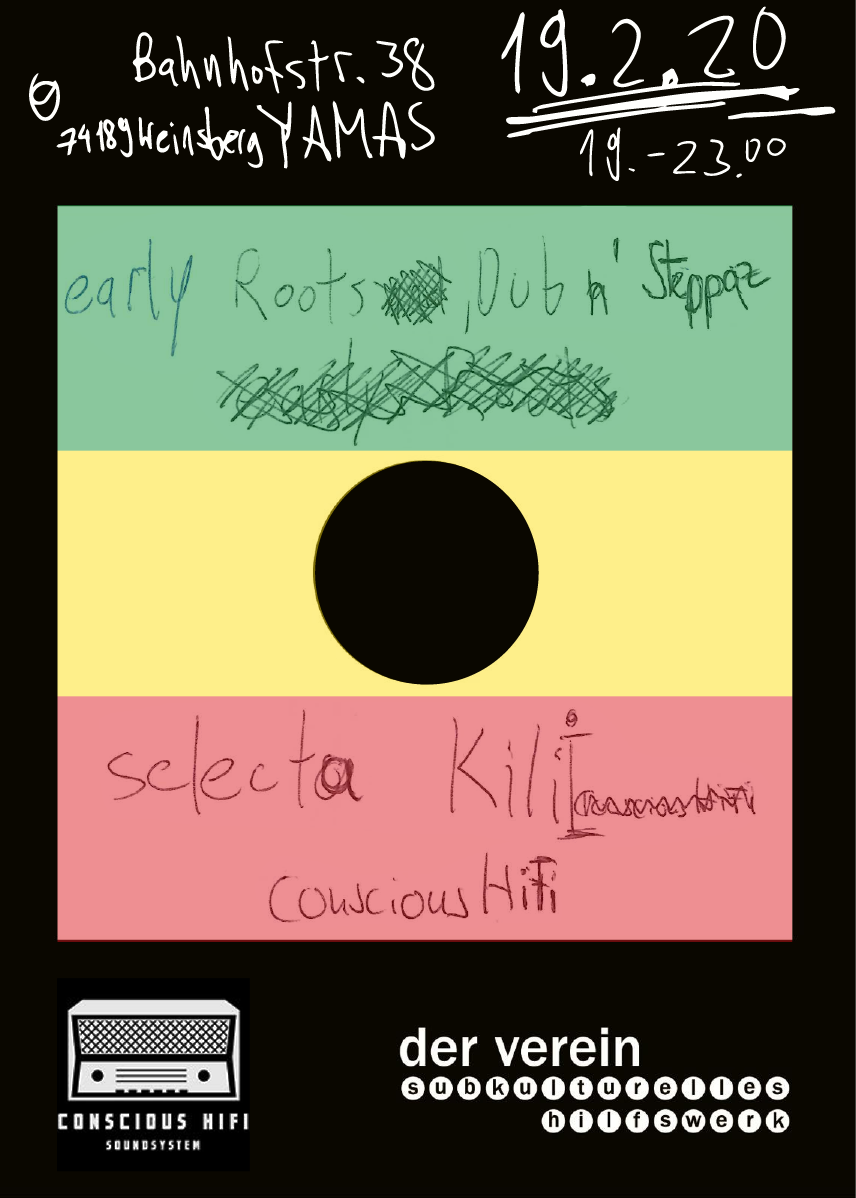 Bahnhofstr. 38
74189 Weinsberg YAMAS
19.2.20
19.-23.00
early Roots, Dub n' Steppaz
selecta Kili
conscious HiFi
CONSCIOUS HIFI
SOUNDSYSTEM
der verein
subkulturelles
hilfswerk